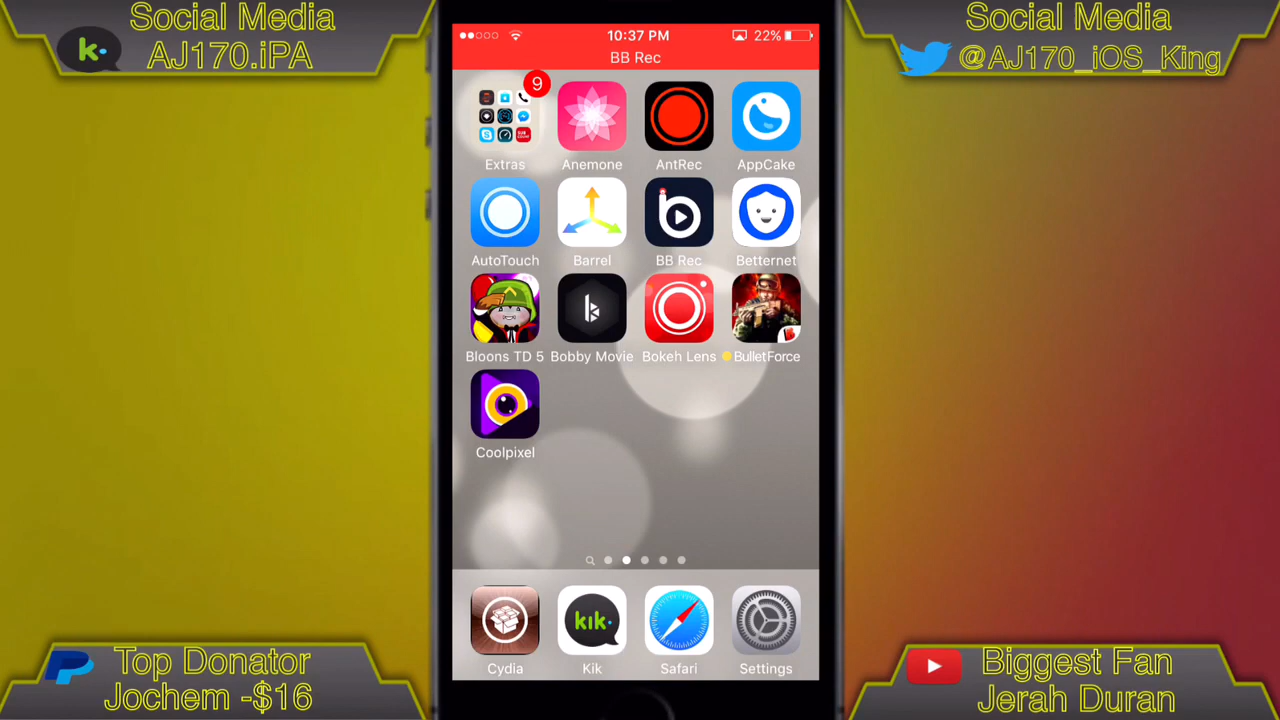 Social Media
AJ170.iPA
k.
Social Media
@AJ170_iOS_King
10:37 PM
22%
BB Rec
9
Extras
Anemone
AntRec
AppCake
AutoTouch
Barrel
b
BB Rec
Betternet
Bloons TD 5
Bobby Movie
Bokeh Lens
BulletForce
Coolpixel
kik.
Cydia
Kik
Safari
Settings
Top Donator
Jochem -$16
Biggest Fan
Jerah Duran